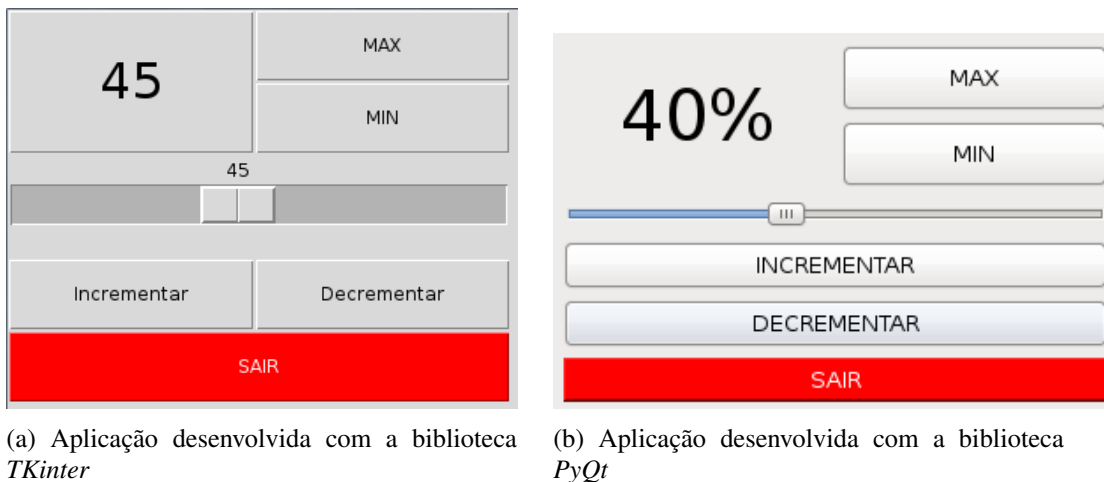 45
MAX
MIN
45
Incrementar
Decrementar
SAIR
(a) Aplicação desenvolvida com a biblioteca
TKinter
40%
MAX
MIN
INCREMENTAR
DECREMENTAR
SAIR
(b) Aplicação desenvolvida com a biblioteca
PyQt